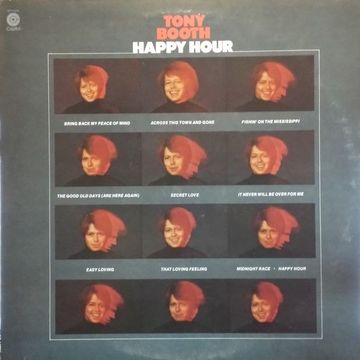 Capitol
TONY
BOOTH
HAPPY HOUR
BRING BACK MY PEACE OF MIND
ACROSS THIS TOWN AND GONE
FISHIN' ON THE MISSISSIPPI
THE GOOD OLD DAYS (ARE HERE AGAIN)
SECRET LOVE
IT NEVER WILL BE OVER FOR ME
EASY LOVING
THAT LOVING FEELING
MIDNIGHT RACE • HAPPY HOUR